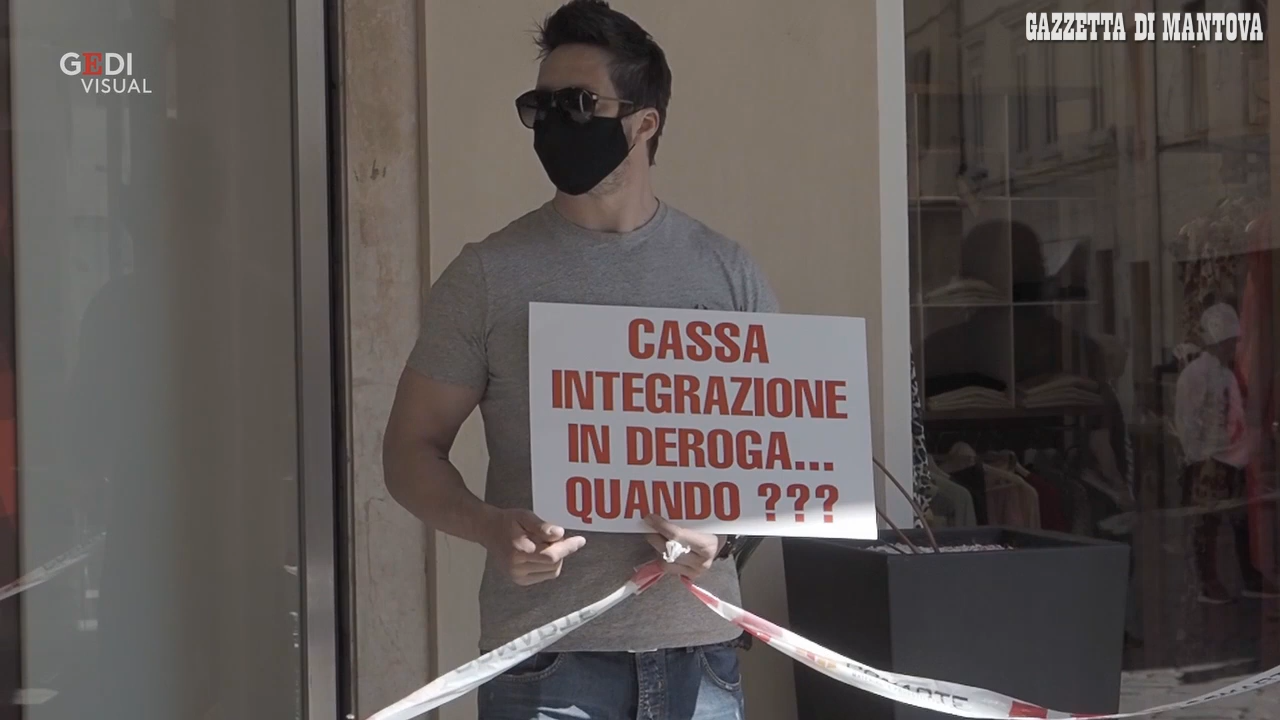 GEDI
VISUAL
GAZZETTA DI MANTOVA
CASSA
INTEGRAZIONE
IN DEROGA...
QUANDO ???